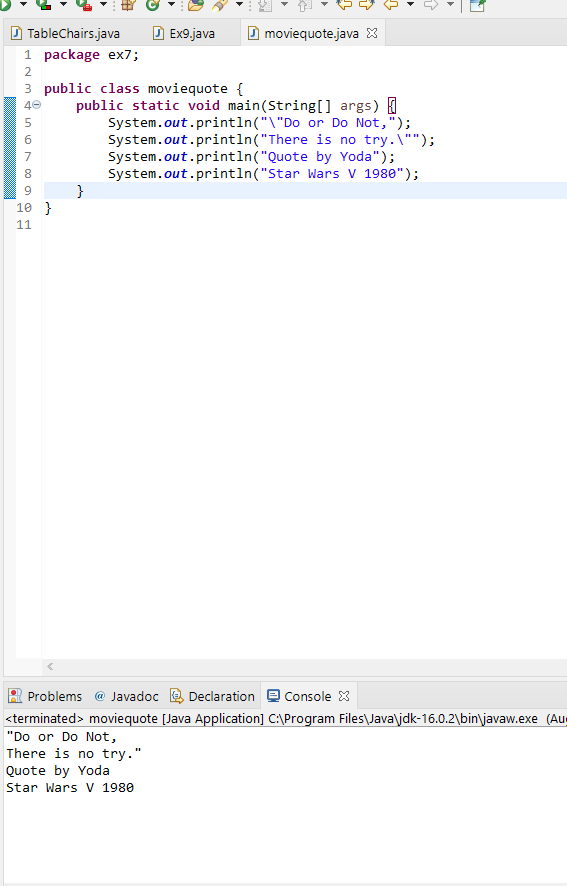 TableChairs.java Ex9.java moviequote.java
1 package ex7;
2
3 public class moviequote {
4 public static void main(String[] args) {
5 System.out.println("\"Do or Do Not,");
6 System.out.println("There is no try.\"");
7 System.out.println("Quote by Yoda");
8 System.out.println("Star Wars V 1980");
9 }
10 }
11
Problems @ Javadoc Declaration Console
<terminated> moviequote [Java Application] C:\Program Files\Java\jdk-16.0.2\bin\javaw.exe (Au
"Do or Do Not,
There is no try."
Quote by Yoda
Star Wars V 1980